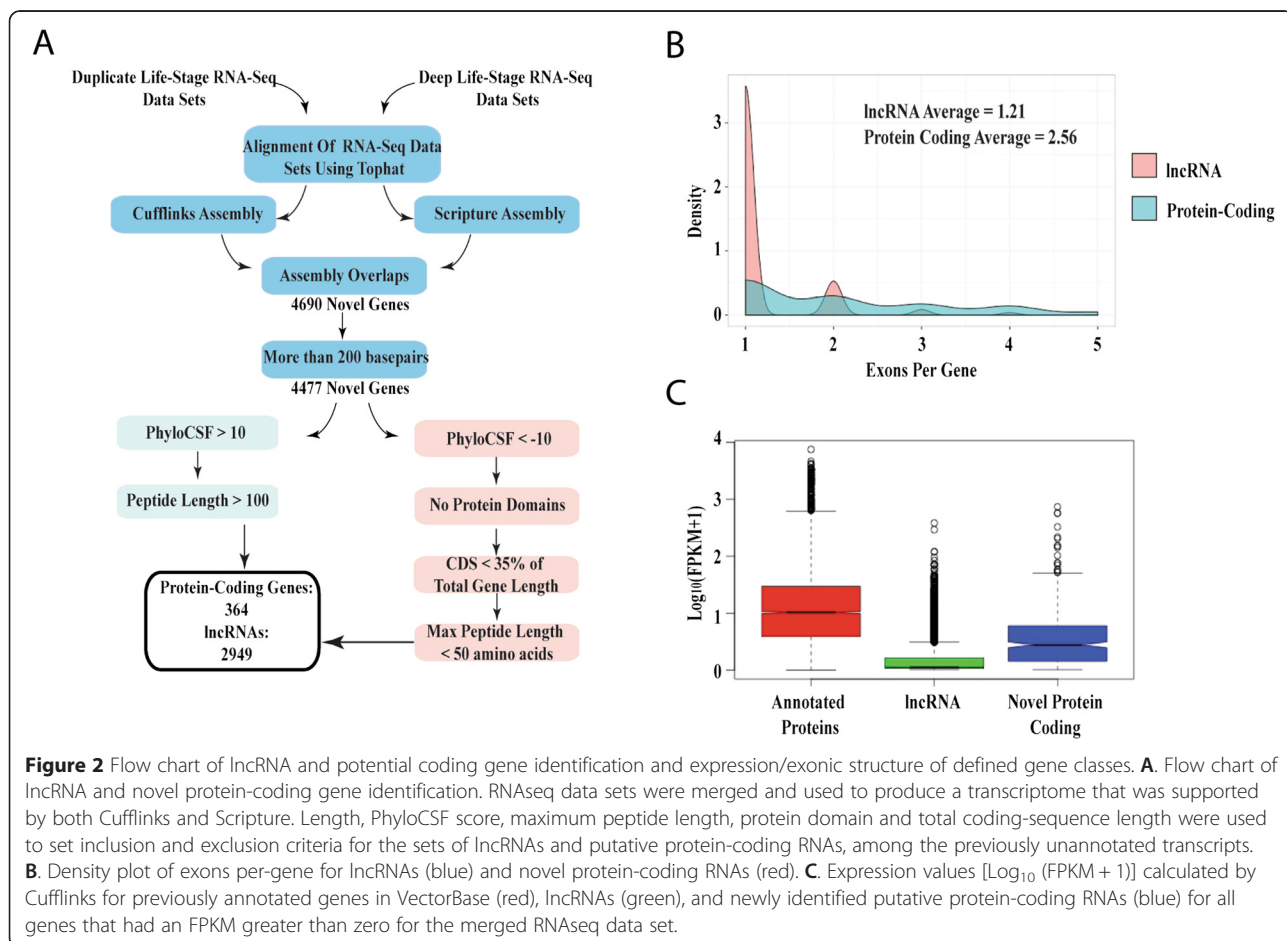 A
Duplicate Life-Stage RNA-Seq
Data Sets
Deep Life-Stage RNA-Seq
Data Sets
Alignment Of RNA-Seq Data
Sets Using Tophat
Cufflinks Assembly
Scripture Assembly
Assembly Overlaps
4690 Novel Genes
More than 200 basepairs
4477 Novel Genes
PhyloCSF > 10
PhyloCSF < -10
Peptide Length > 100
No Protein Domains
CDS < 35% of
Total Gene Length
Max Peptide Length
< 50 amino acids
Protein-Coding Genes:
364
lncRNAs:
2949
B
lncRNA Average = 1.21
Protein Coding Average = 2.56
Density
3
2
1
0
1 2 3 4 5
Exons Per Gene
lncRNA
Protein-Coding
C
Log10(FPKM+1)
4
3
2
1
0
Annotated
Proteins
lncRNA
Novel Protein
Coding
Figure 2 Flow chart of lncRNA and potential coding gene identification and expression/exonic structure of defined gene classes. A. Flow chart of
lncRNA and novel protein-coding gene identification. RNAseq data sets were merged and used to produce a transcriptome that was supported
by both Cufflinks and Scripture. Length, PhyloCSF score, maximum peptide length, protein domain and total coding-sequence length were used
to set inclusion and exclusion criteria for the sets of lncRNAs and putative protein-coding RNAs, among the previously unannotated transcripts.
B. Density plot of exons per-gene for lncRNAs (blue) and novel protein-coding RNAs (red). C. Expression values [Log10 (FPKM + 1)] calculated by
Cufflinks for previously annotated genes in VectorBase (red), lncRNAs (green), and newly identified putative protein-coding RNAs (blue) for all
genes that had an FPKM greater than zero for the merged RNAseq data set.